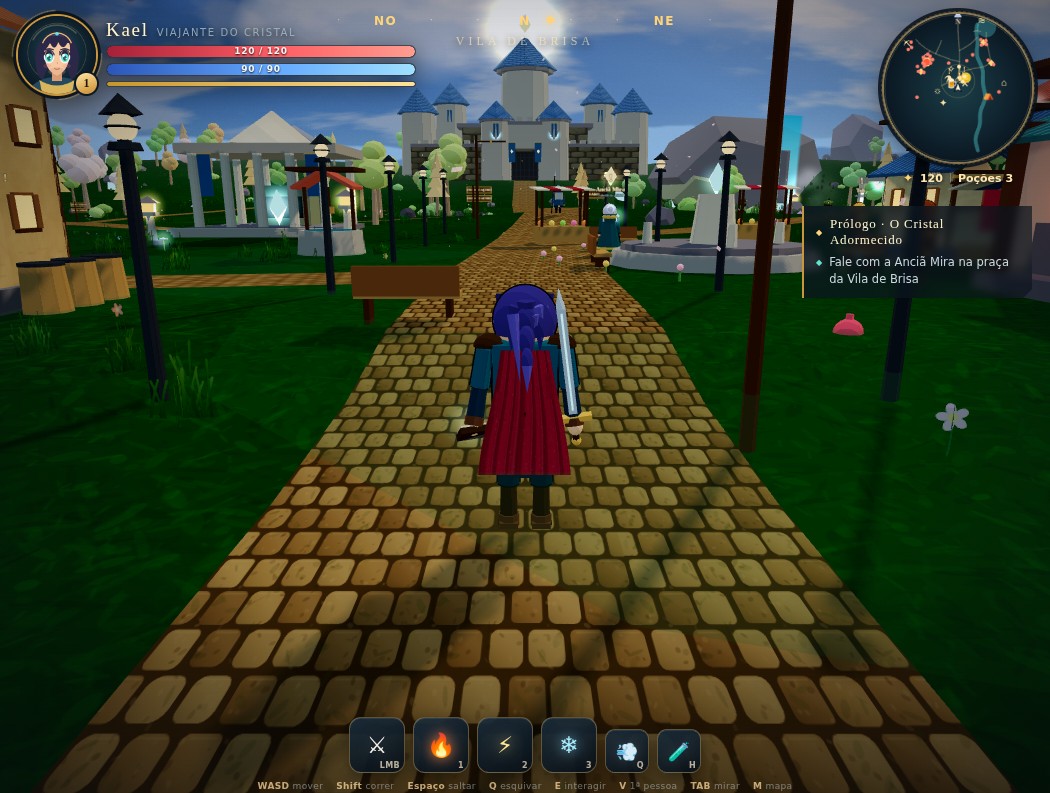 NO
N
NE
Kael VIAJANTE DO CRISTAL
VILA DE BRISA
120 / 120
90 / 90
1
120 Poções 3
Prólogo · O Cristal
Adormecido
Fale com a Anciã Mira na praça
da Vila de Brisa
LMB
1
2
3
Q
H
WASD mover Shift correr Espaço saltar Q esquivar E interagir V 1ª pessoa TAB mirar M mapa